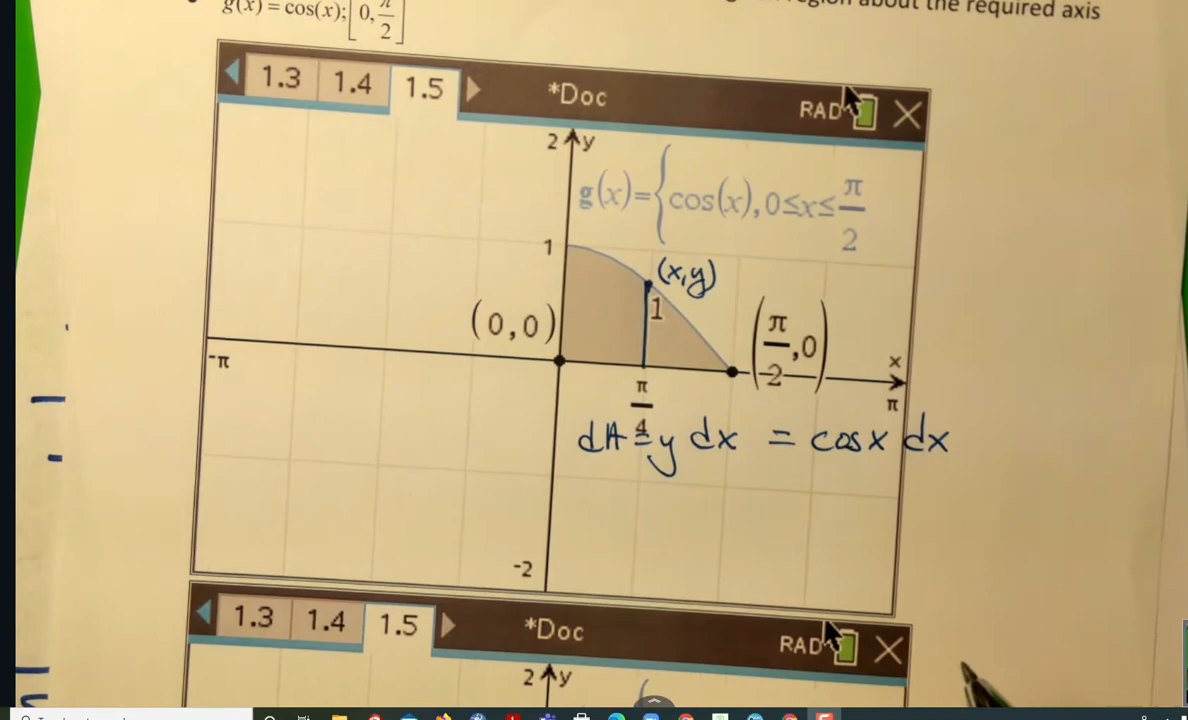 g(x) = cos(x); [0, π/2]
about the required axis
1.3 1.4 1.5 *Doc RAD
2 y
g(x)={cos(x), 0≤x≤π/2
1
(x,y)
1
(0,0)
(π/2,0)
x
-π
π
π/4
dA = y dx = cos x dx
-2
1.3 1.4 1.5 *Doc RAD
2 y